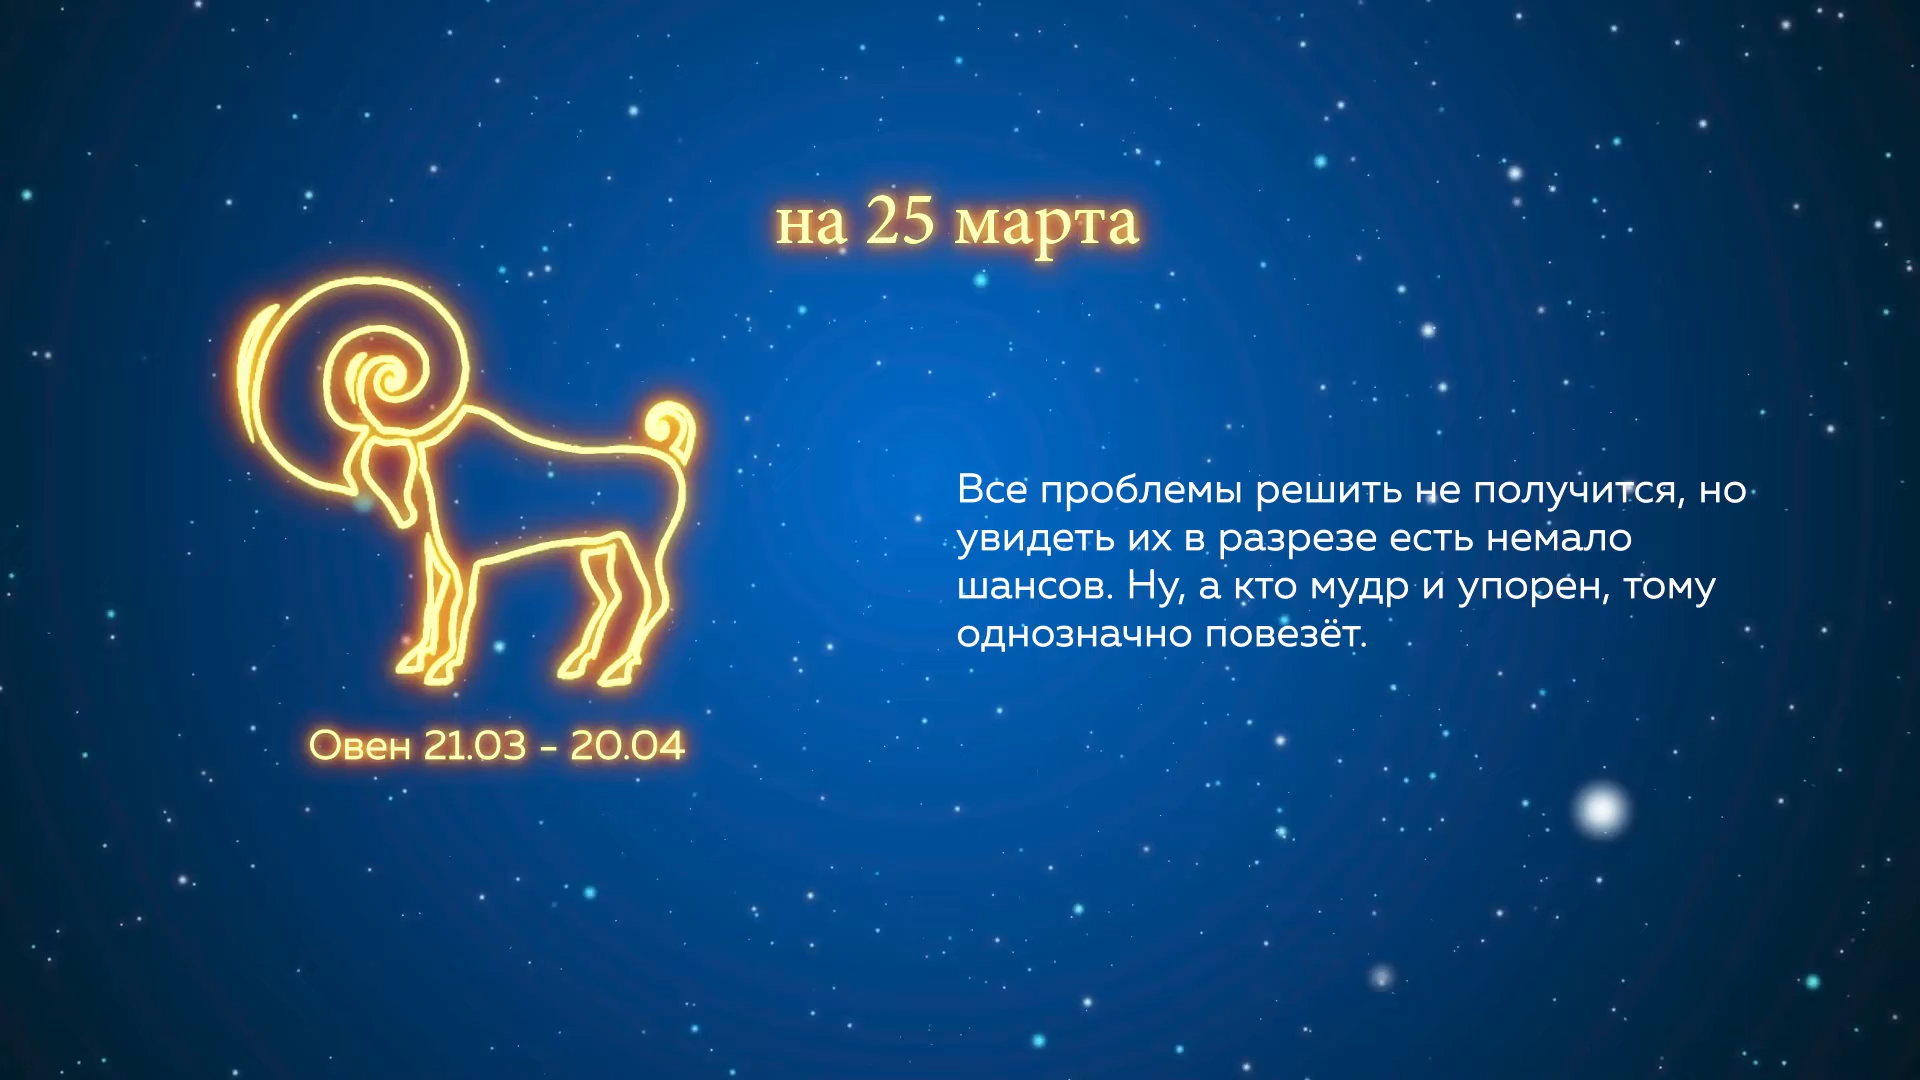 на 25 марта
Все проблемы решить не получится, но
увидеть их в разрезе есть немало
шансов. Ну, а кто мудр и упорен, тому
однозначно повезёт.
Овен 21.03 - 20.04